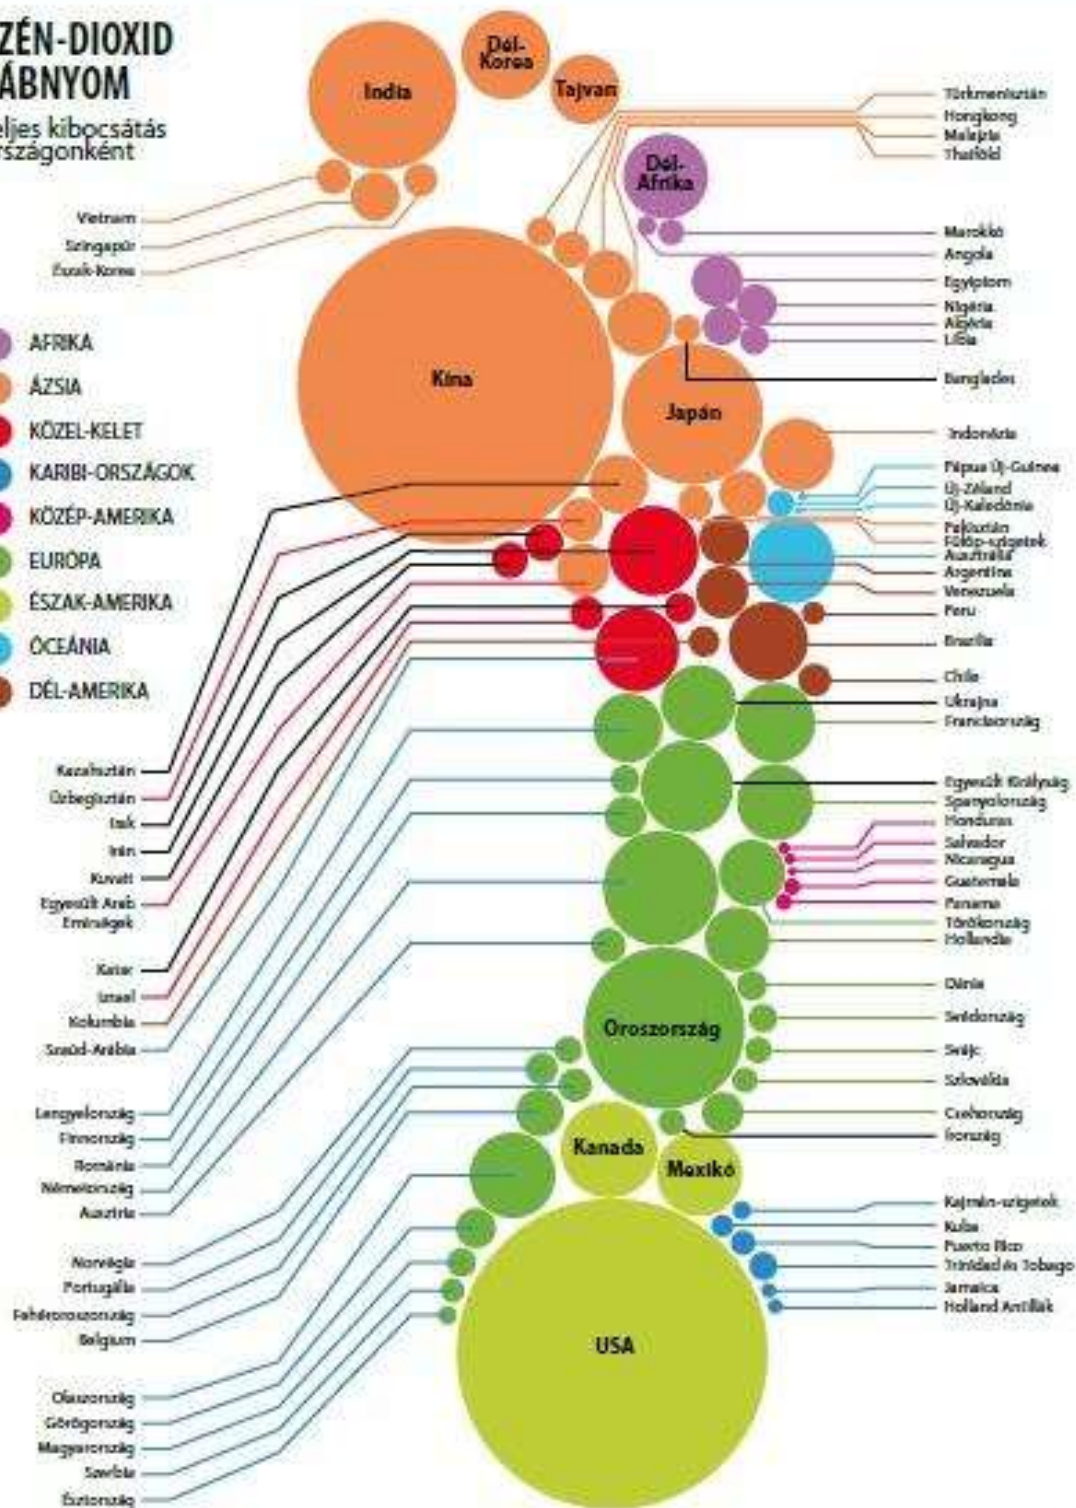 ZÉN-DIOXID
ÁBNYOM
eljes kibocsátás
rszágonként
India
Dél-
Korea
Tajvan
Türkmenisztán
Hongkong
Malajzia
Thaiföld
Dél-
Afrika
Vietnam
Szingapúr
Észak-Korea
Marokkó
Angola
Egyiptom
Nigéria
Algéria
Líbia
Banglades
AFRIKA
ÁZSIA
KÖZEL-KELET
KARIBI-ORSZÁGOK
KÖZÉP-AMERIKA
EURÓPA
ÉSZAK-AMERIKA
ÓCEÁNIA
DÉL-AMERIKA
Kína
Japán
Indonézia
Pápua Új-Guinea
Új-Zéland
Új-Kaledónia
Pakisztán
Fülöp-szigetek
Ausztrália
Argentína
Venezuela
Peru
Brazília
Chile
Ukrajna
Franciaország
Egyesült Királyság
Spanyolország
Honduras
Salvador
Nicaragua
Guatemala
Panama
Törökország
Hollandia
Dánia
Svédország
Svájc
Szlovákia
Csehország
Írország
Kazahsztán
Üzbegisztán
Irak
Irán
Kuvait
Egyesült Arab
Emirségek
Katar
Izrael
Kolumbia
Szaúd-Arábia
Lengyelország
Finnország
Románia
Németország
Ausztria
Norvégia
Portugália
Fehéroroszország
Belgium
Olaszország
Görögország
Magyarország
Szerbia
Észtország
Oroszország
Kanada
Mexikó
Kajmán-szigetek
Kuba
Puerto Rico
Trinidad és Tobago
Jamaica
Holland Antillák
USA